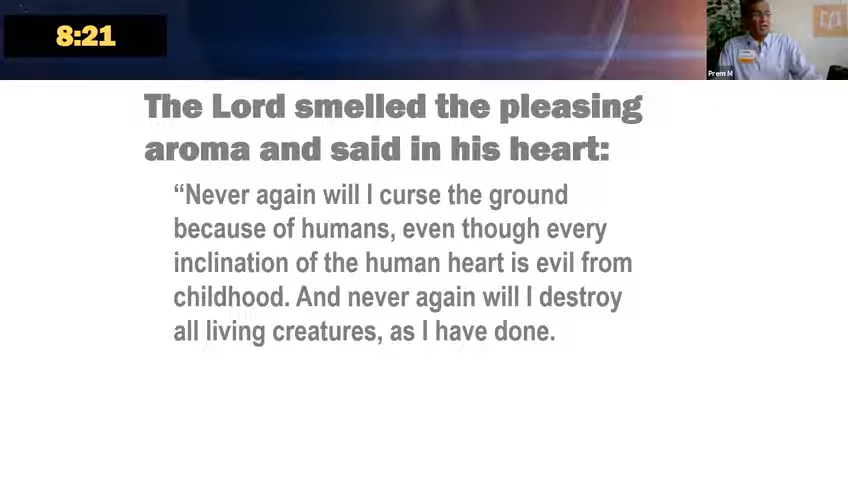 8:21
Prem M
The Lord smelled the pleasing
aroma and said in his heart:
“Never again will I curse the ground
because of humans, even though every
inclination of the human heart is evil from
childhood. And never again will I destroy
all living creatures, as I have done.